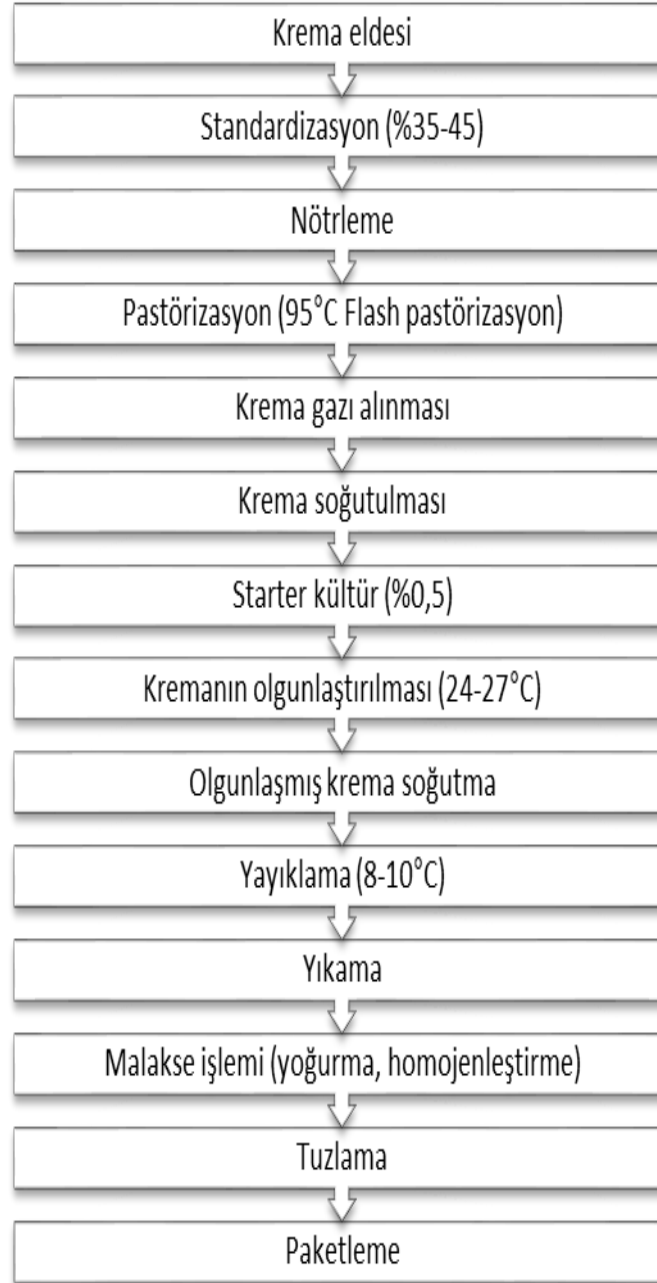 Krema eldesi
Standardizasyon (%35-45)
Nötrleme
Pastörizasyon (95°C Flash pastörizasyon)
Krema gazı alınması
Krema soğutulması
Starter kültür (%0,5)
Kremanın olgunlaştırılması (24-27°C)
Olgunlaşmış krema soğutma
Yayıklama (8-10°C)
Yıkama
Malakse işlemi (yoğurma, homojenleştirme)
Tuzlama
Paketleme